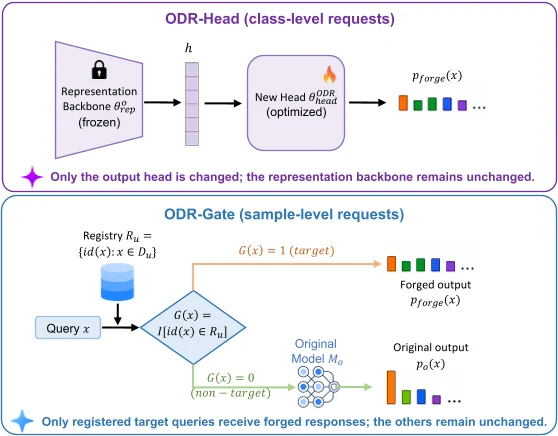 ODR-Head (class-level requests)
Representation
Backbone θ^o_rep
(frozen)
h
New Head θ^ODR_head
(optimized)
p_forge(x)
...
Only the output head is changed; the representation backbone remains unchanged.
ODR-Gate (sample-level requests)
Registry R_u =
{id(x): x ∈ D_u}
Query x
G(x) =
I[id(x) ∈ R_u]
G(x) = 1 (target)
...
Forged output
p_forge(x)
G(x) = 0
(non − target)
Original
Model M_o
Original output
p_o(x)
...
Only registered target queries receive forged responses; the others remain unchanged.